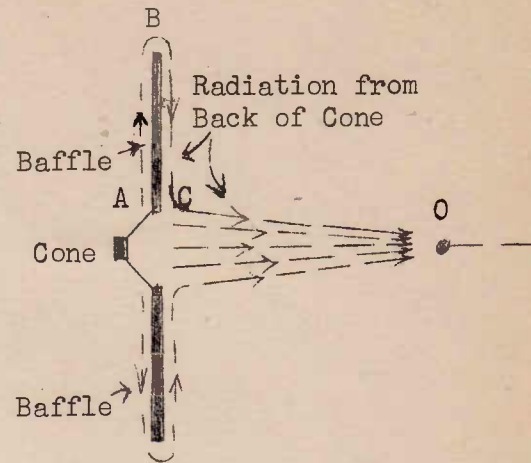 B
Radiation from
Back of Cone
Baffle
A
C
O
Cone
Baffle